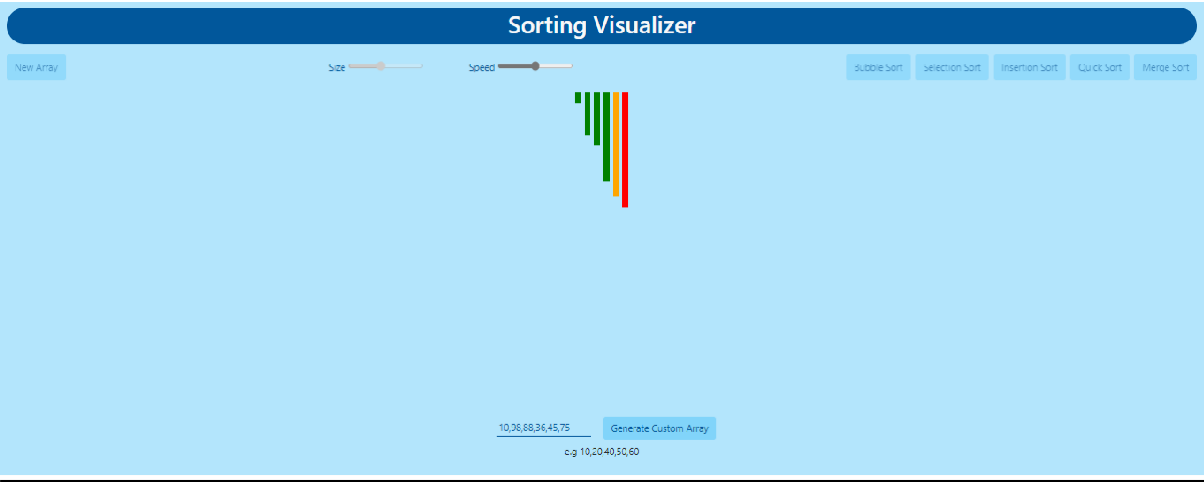 Sorting Visualizer
New Array
Size
Speed
Bubble Sort
Selection Sort
Insertion Sort
Quick Sort
Merge Sort
10,98,88,36,45,75
Generate Custom Array
e.g 10,20,40,50,60